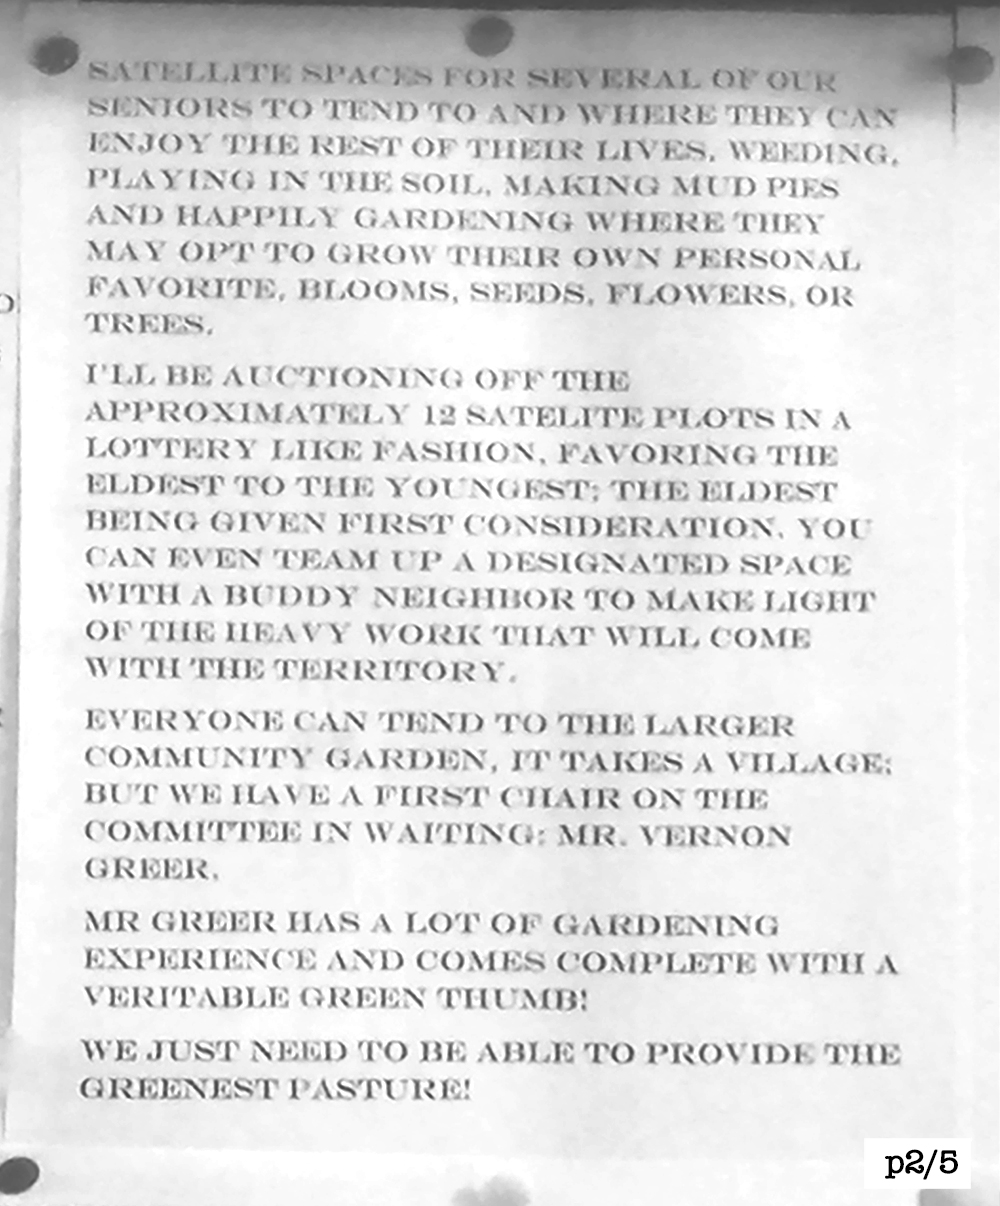 SATELLITE SPACES FOR SEVERAL OF OUR
SENIORS TO TEND TO AND WHERE THEY CAN
ENJOY THE REST OF THEIR LIVES, WEEDING,
PLAYING IN THE SOIL, MAKING MUD PIES
AND HAPPILY GARDENING WHERE THEY
MAY OPT TO GROW THEIR OWN PERSONAL
FAVORITE, BLOOMS, SEEDS, FLOWERS, OR
TREES.
I'LL BE AUCTIONING OFF THE
APPROXIMATELY 12 SATELITE PLOTS IN A
LOTTERY LIKE FASHION, FAVORING THE
ELDEST TO THE YOUNGEST; THE ELDEST
BEING GIVEN FIRST CONSIDERATION. YOU
CAN EVEN TEAM UP A DESIGNATED SPACE
WITH A BUDDY NEIGHBOR TO MAKE LIGHT
OF THE HEAVY WORK THAT WILL COME
WITH THE TERRITORY.
EVERYONE CAN TEND TO THE LARGER
COMMUNITY GARDEN, IT TAKES A VILLAGE;
BUT WE HAVE A FIRST CHAIR ON THE
COMMITTEE IN WAITING: MR. VERNON
GREER.
MR GREER HAS A LOT OF GARDENING
EXPERIENCE AND COMES COMPLETE WITH A
VERITABLE GREEN THUMB!
WE JUST NEED TO BE ABLE TO PROVIDE THE
GREENEST PASTURE!
p2/5